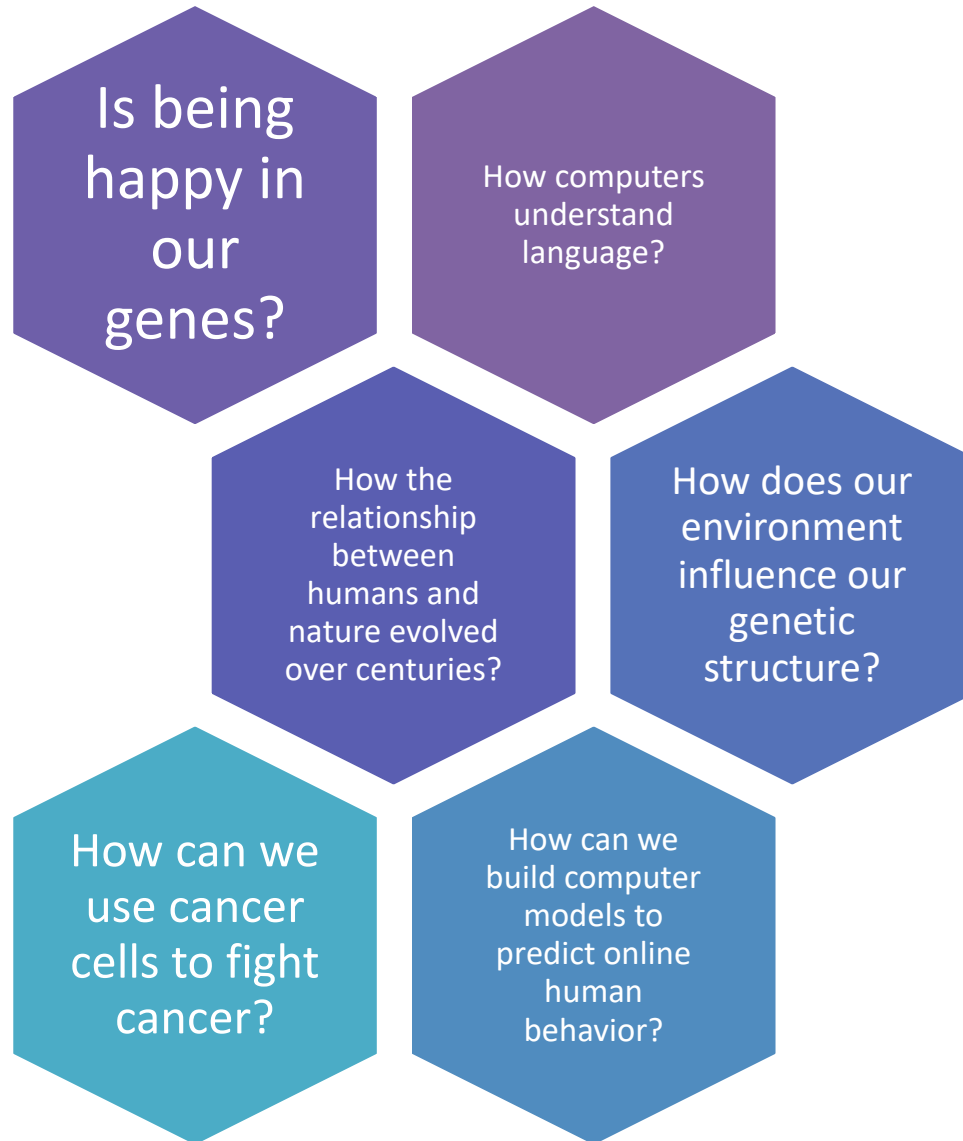 Is being
happy in
our
genes?
How computers
understand
language?
How the
relationship
between
humans and
nature evolved
over centuries?
How does our
environment
influence our
genetic
structure?
How can we
use cancer
cells to fight
cancer?
How can we
build computer
models to
predict online
human
behavior?